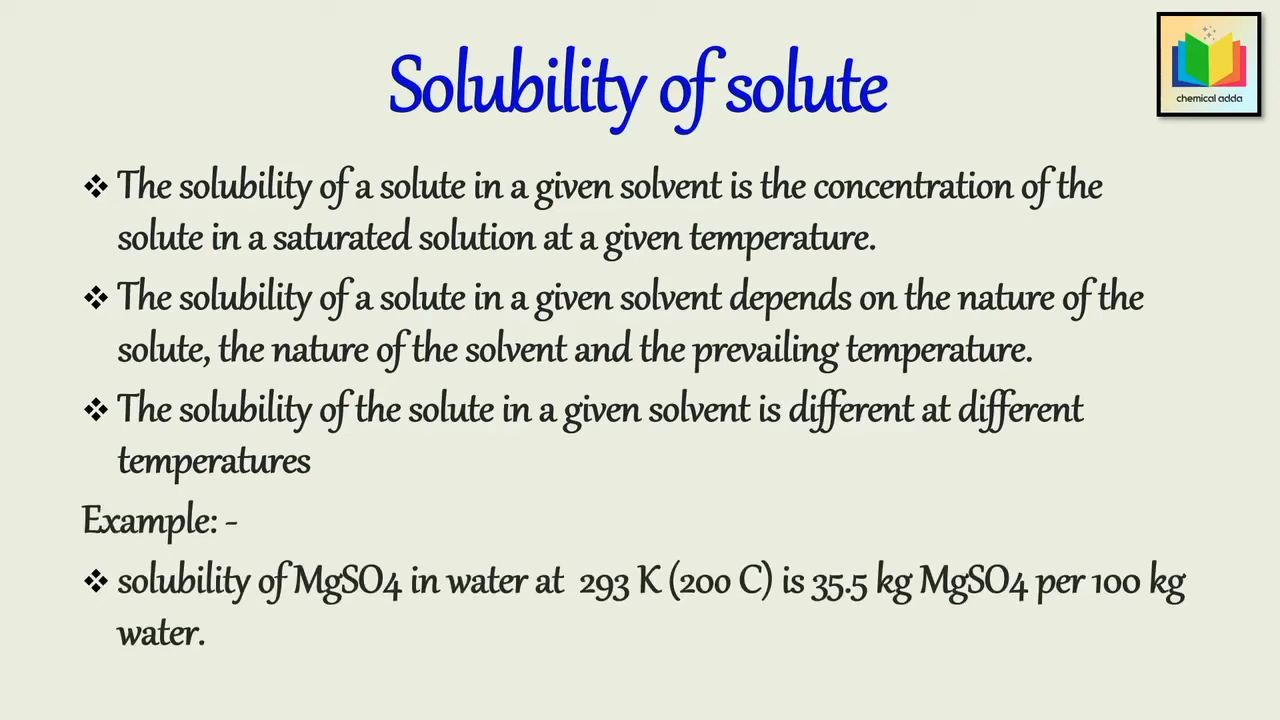 Solubility of solute
chemical adda
❖ The solubility of a solute in a given solvent is the concentration of the
solute in a saturated solution at a given temperature.
❖ The solubility of a solute in a given solvent depends on the nature of the
solute, the nature of the solvent and the prevailing temperature.
❖ The solubility of the solute in a given solvent is different at different
temperatures
Example: -
❖ solubility of MgSO4 in water at  293 K (200 C) is 35.5 kg MgSO4 per 100 kg
water.